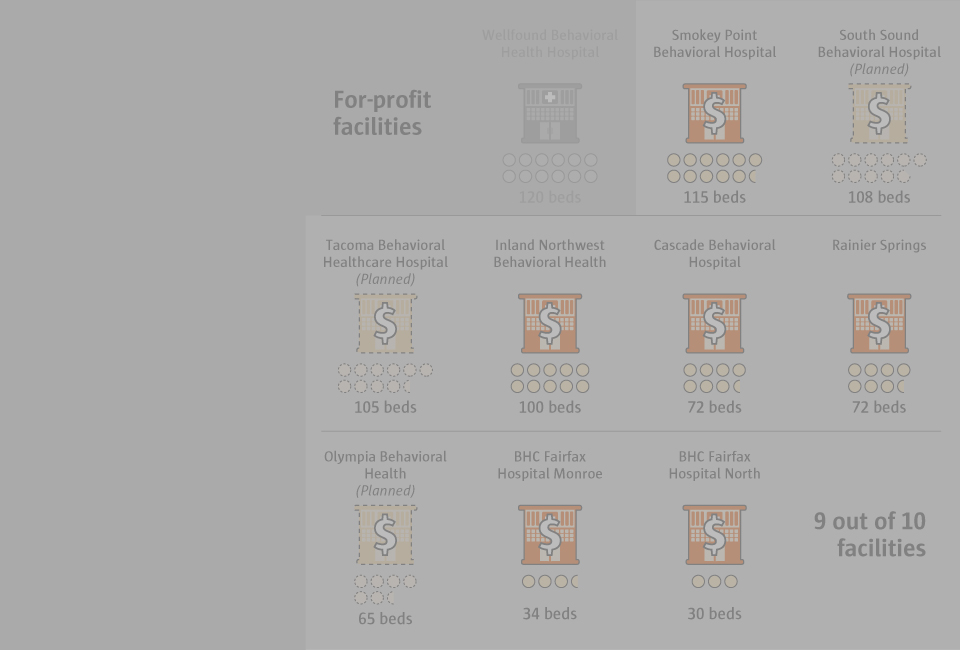 Wellfound Behavioral
Health Hospital
120 beds
Smokey Point
Behavioral Hospital
$
115 beds
South Sound
Behavioral Hospital
(Planned)
$
108 beds
For-profit
facilities
Tacoma Behavioral
Healthcare Hospital
(Planned)
$
105 beds
Inland Northwest
Behavioral Health
$
100 beds
Cascade Behavioral
Hospital
$
72 beds
Rainier Springs
$
72 beds
Olympia Behavioral
Health
(Planned)
$
65 beds
BHC Fairfax
Hospital Monroe
$
34 beds
BHC Fairfax
Hospital North
$
30 beds
9 out of 10
facilities